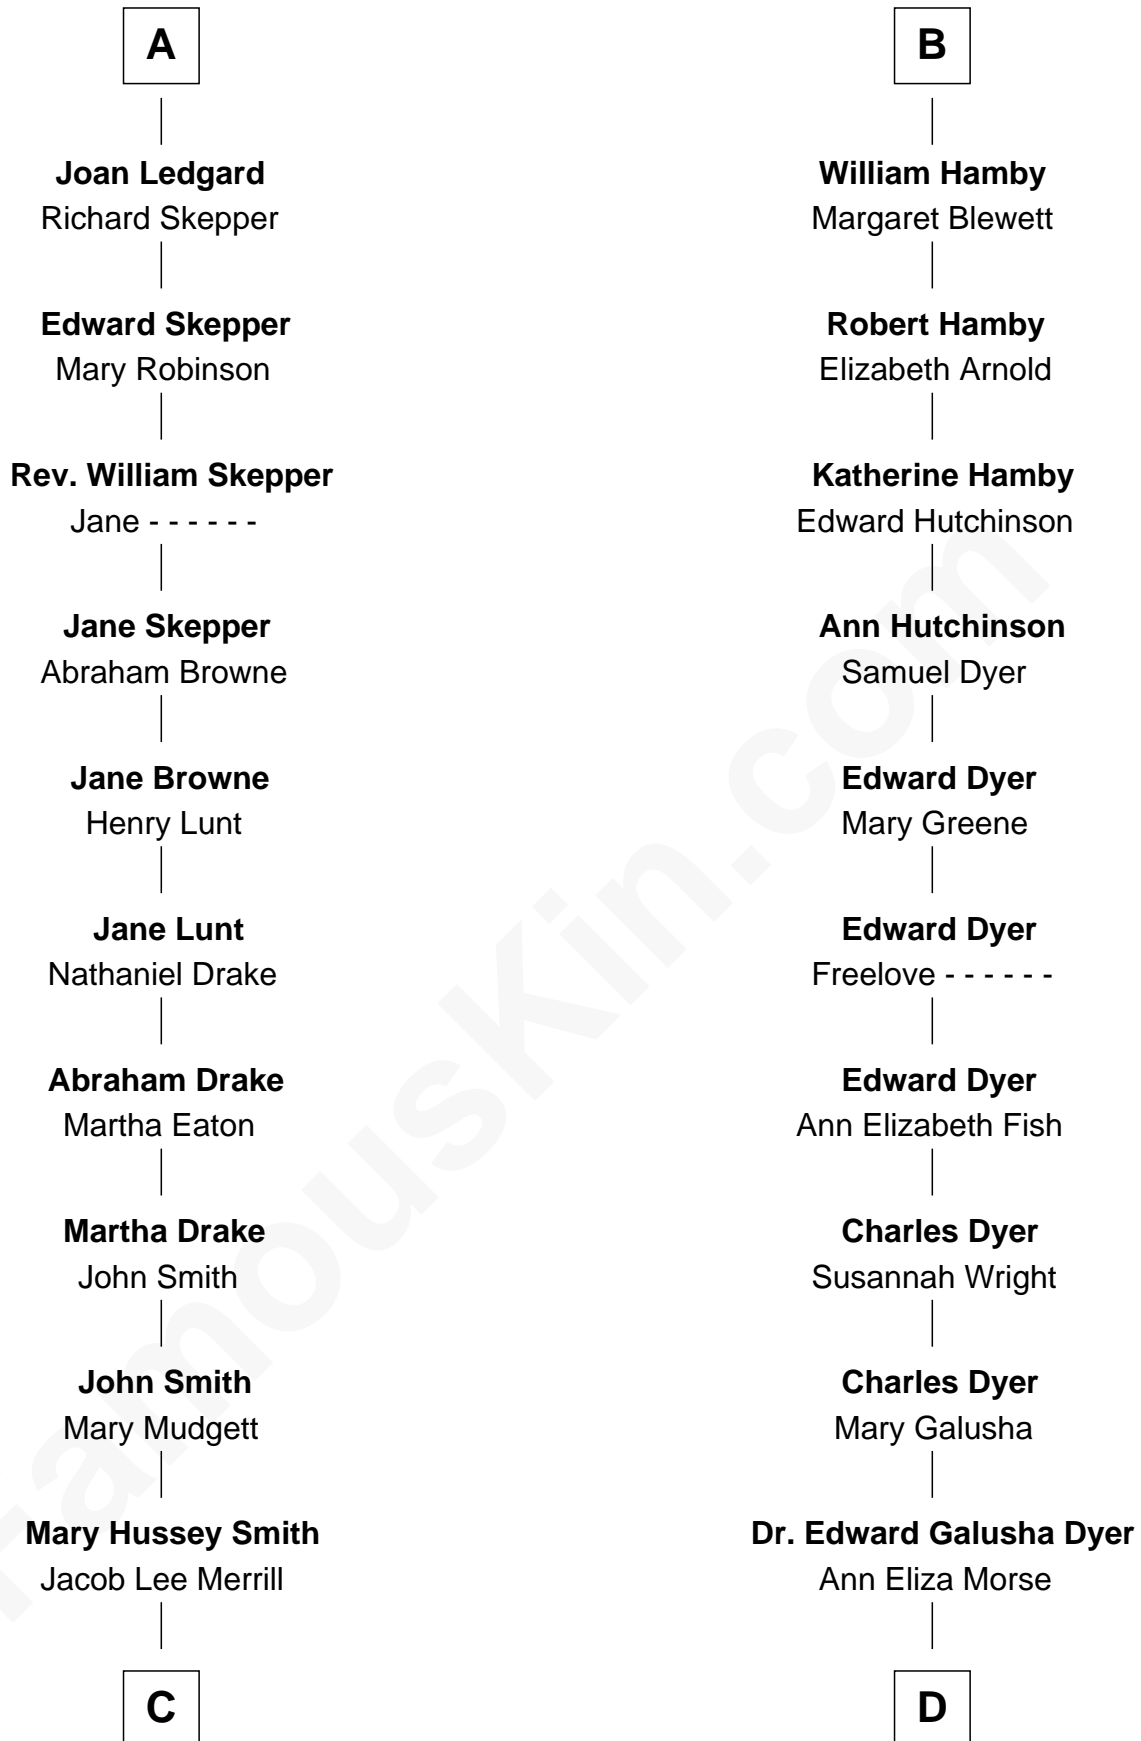 A
Joan Ledgard
Richard Skepper
Edward Skepper
Mary Robinson
Rev. William Skepper
Jane - - - - - -
Jane Skepper
Abraham Browne
Jane Browne
Henry Lunt
Jane Lunt
Nathaniel Drake
Abraham Drake
Martha Eaton
Martha Drake
John Smith
John Smith
Mary Mudgett
Mary Hussey Smith
Jacob Lee Merrill
C
B
William Hamby
Margaret Blewett
Robert Hamby
Elizabeth Arnold
Katherine Hamby
Edward Hutchinson
Ann Hutchinson
Samuel Dyer
Edward Dyer
Mary Greene
Edward Dyer
Freelove - - - - - -
Edward Dyer
Ann Elizabeth Fish
Charles Dyer
Susannah Wright
Charles Dyer
Mary Galusha
Dr. Edward Galusha Dyer
Ann Eliza Morse
D
FamousKin.com